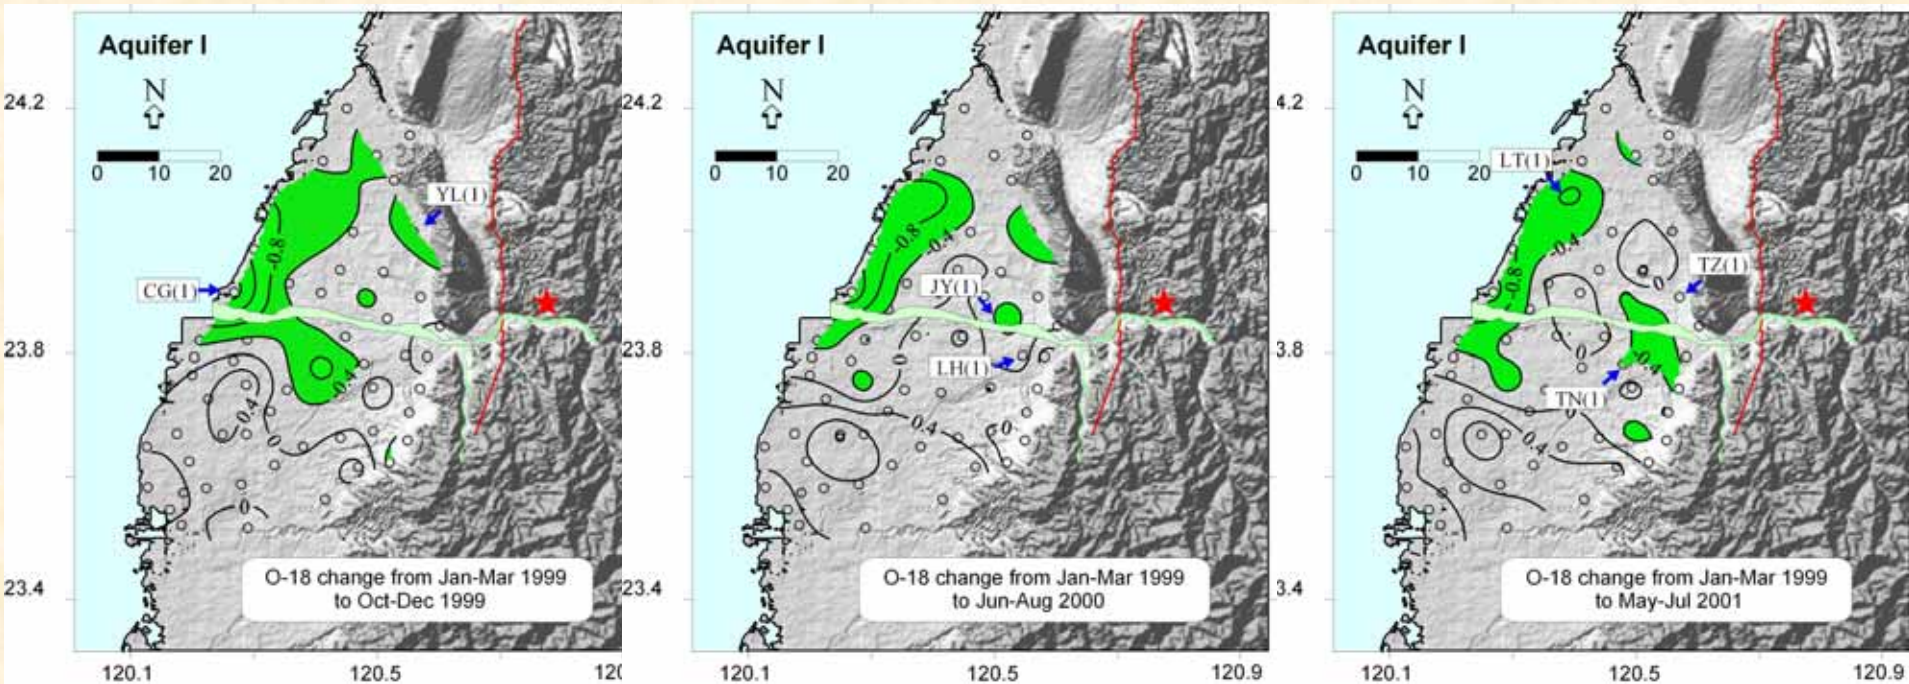 Aquifer I
N
0 10 20
24.2
23.8
23.4
YL(1)
CG(1)
-0.8
-0.4
0.4
0
0
O-18 change from Jan-Mar 1999
to Oct-Dec 1999
120.1 120.5 120
Aquifer I
N
0 10 20
24.2
23.8
23.4
-0.8
-0.4
JY(1)
LH(1)
0
0.4
0
O-18 change from Jan-Mar 1999
to Jun-Aug 2000
120.1 120.5 120.9
Aquifer I
N
0 10 20
4.2
3.8
3.4
LT(1)
-0.4
-0.8
TZ(1)
0
0
-0.4
TN(1)
0
0.4
O-18 change from Jan-Mar 1999
to May-Jul 2001
120.1 120.5 120.9